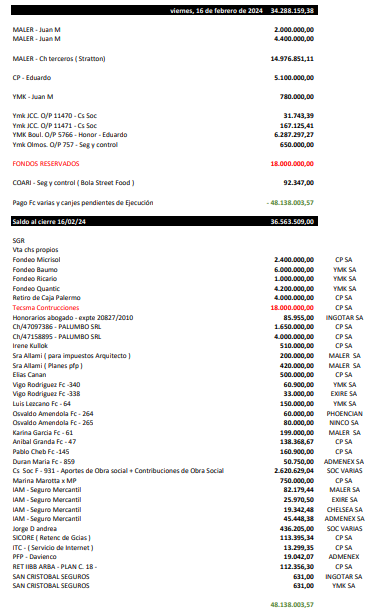 viernes, 16 de febrero de 2024 34.288.159,38
MALER - Juan M 2.000.000,00
MALER - Juan M 4.400.000,00
MALER - Ch terceros ( Stratton) 14.976.851,11
CP - Eduardo 5.100.000,00
YMK - Juan M 780.000,00
Ymk JCC. O/P 11470 - Cs Soc 31.743,39
Ymk JCC. O/P 11471 - Cs Soc 167.125,41
YMK Boul. O/P 5766 - Honor - Eduardo 6.287.297,27
Ymk Olmos. O/P 757 - Seg y control 650.000,00
FONDOS RESERVADOS 18.000.000,00
COARI - Seg y control ( Bola Street Food ) 92.347,00
Pago Fc varias y canjes pendientes de Ejecución - 48.138.003,57
Saldo al cierre 16/02/24 36.563.509,00
SGR
Vta chs propios
Fondeo Micrisol 2.400.000,00 CP SA
Fondeo Baumo 6.000.000,00 YMK SA
Fondeo Ricario 1.000.000,00 YMK SA
Fondeo Quantic 4.200.000,00 YMK SA
Retiro de Caja Palermo 4.000.000,00 CP SA
Tecsma Contrucciones 18.000.000,00 CP SA
Honorarios abogado - expte 20827/2010 85.955,00 INGOTAR SA
Ch/47097386 - PALUMBO SRL 1.650.000,00 CP SA
Ch/47158895 - PALUMBO SRL 4.000.000,00 CP SA
Irene Kullok 510.000,00 CP SA
Sra Allami ( para impuestos Arquitecto ) 200.000,00 MALER SA
Sra Allami ( Planes pfp ) 420.000,00 MALER SA
Elias Canan 500.000,00 CP SA
Vigo Rodriguez Fc -340 60.900,00 YMK SA
Vigo Rodriguez Fc -338 33.000,00 EXIRE SA
Luis Lezcano Fc - 64 150.000,00 YMK SA
Osvaldo Amendola Fc - 264 60.000,00 PHOENCIAN
Osvaldo Amendola Fc - 265 80.000,00 NINCO SA
Karina Garcia Fc - 61 199.000,00 MALER SA
Anibal Granda Fc - 47 138.368,67 CP SA
Pablo Cheb Fc -145 160.900,00 CP SA
Duran Maria Fc - 859 50.750,00 ADMENEX SA
Cs Soc F - 931 - Aportes de Obra social + Contribuciones de Obra Social 2.620.629,04 SOC VARIAS
Marina Marotta x MP 750.000,00 CP SA
IAM - Seguro Mercantil 82.179,44 MALER SA
IAM - Seguro Mercantil 25.970,50 EXIRE SA
IAM - Seguro Mercantil 19.342,48 CHELSEA SA
IAM - Seguro Mercantil 45.448,38 ADMENEX SA
Jorge D andrea 436.205,00 SOC VARIAS
SICORE ( Retenc de Gcias ) 113.395,34 CP SA
ITC - ( Servicio de Internet ) 13.299,35 CP SA
PFP - Davienco 19.042,07 ADMENEX
RET IIBB ARBA - PLAN C. 18 - 112.356,30 CP SA
SAN CRISTOBAL SEGUROS 631,00 INGOTAR SA
SAN CRISTOBAL SEGUROS 631,00 YMK SA
48.138.003,57